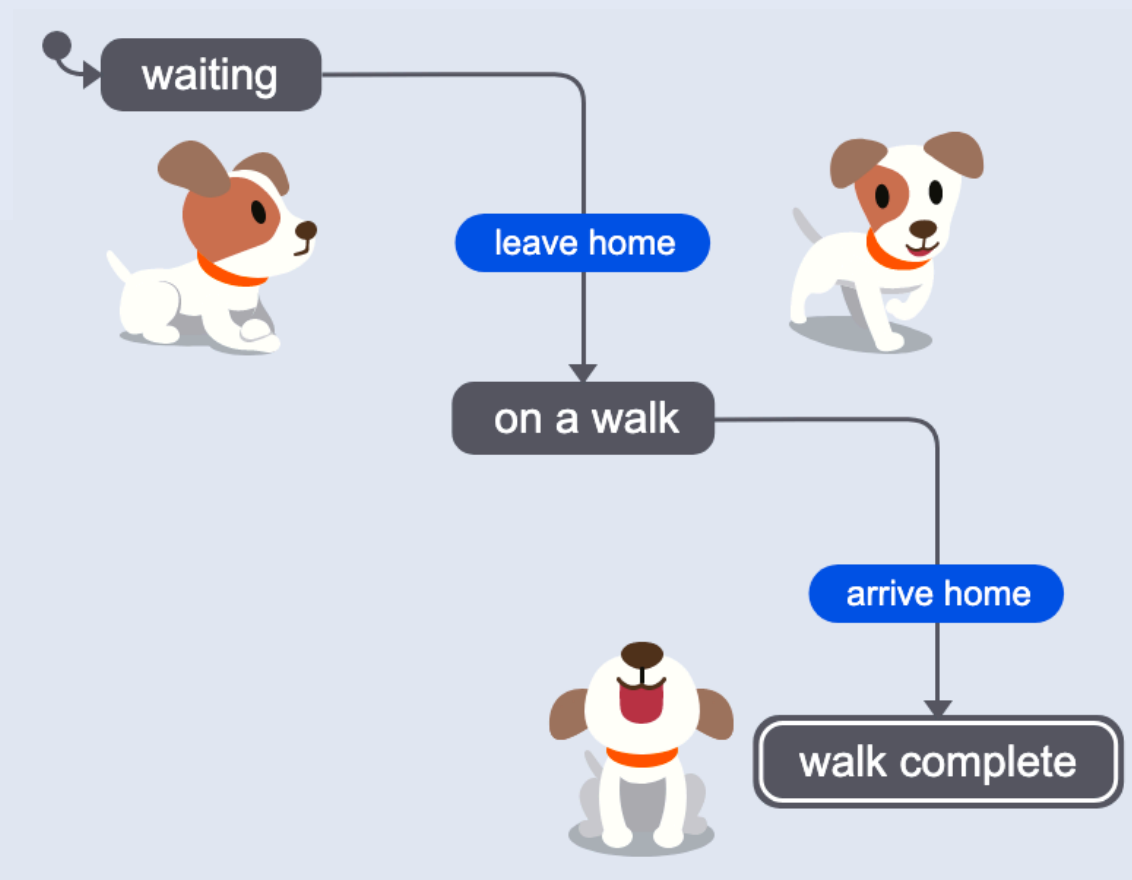 waiting
leave home
on a walk
arrive home
walk complete